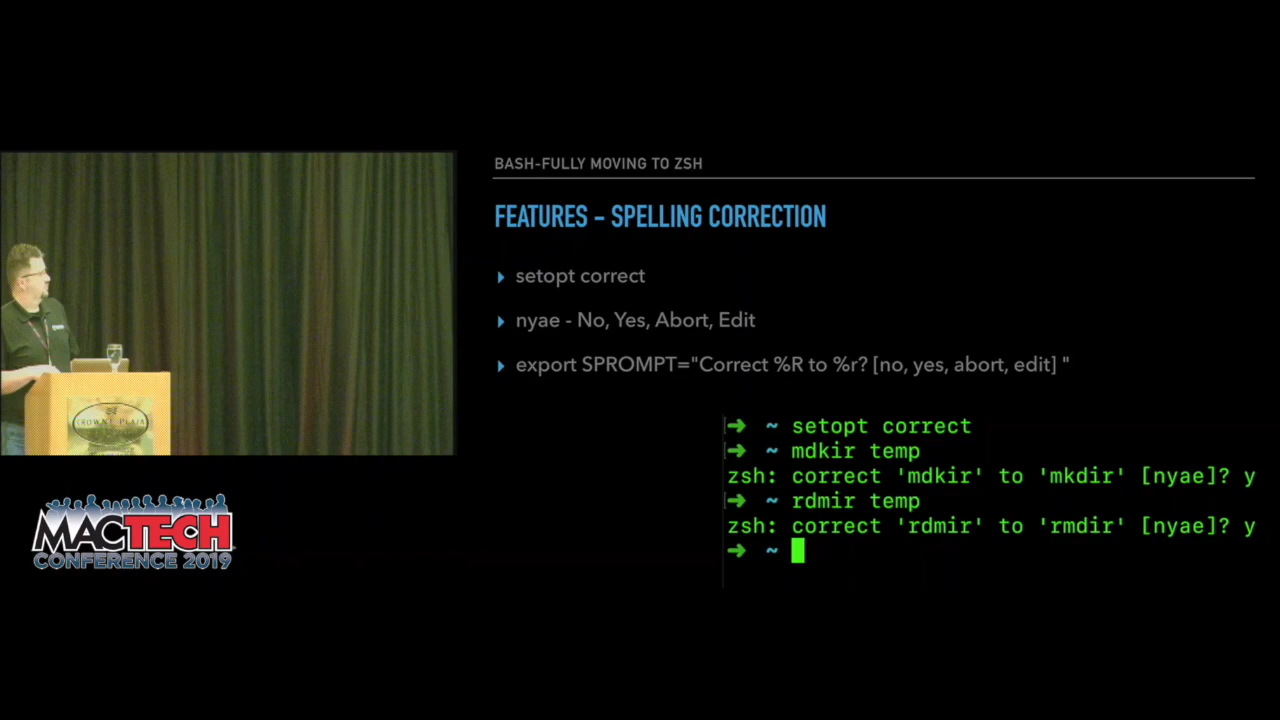 BASH-FULLY MOVING TO ZSH
FEATURES – SPELLING CORRECTION
setopt correct
nyae - No, Yes, Abort, Edit
export SPROMPT="Correct %R to %r? [no, yes, abort, edit] "
➜ ~ setopt correct
➜ ~ mdkir temp
zsh: correct 'mdkir' to 'mkdir' [nyae]? y
➜ ~ rdmir temp
zsh: correct 'rdmir' to 'rmdir' [nyae]? y
➜ ~
CROWNE PLAZA
MACTECH
CONFERENCE 2019